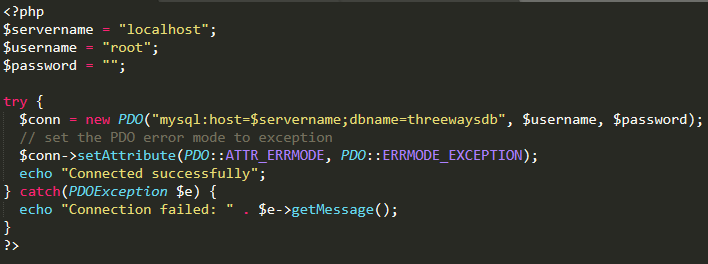 <?php
$servername = "localhost";
$username = "root";
$password = "";
try {
$conn = new PDO("mysql:host=$servername;dbname=threewaysdb", $username, $password);
// set the PDO error mode to exception
$conn->setAttribute(PDO::ATTR_ERRMODE, PDO::ERRMODE_EXCEPTION);
echo "Connected successfully";
} catch(PDOException $e) {
echo "Connection failed: " . $e->getMessage();
}
?>